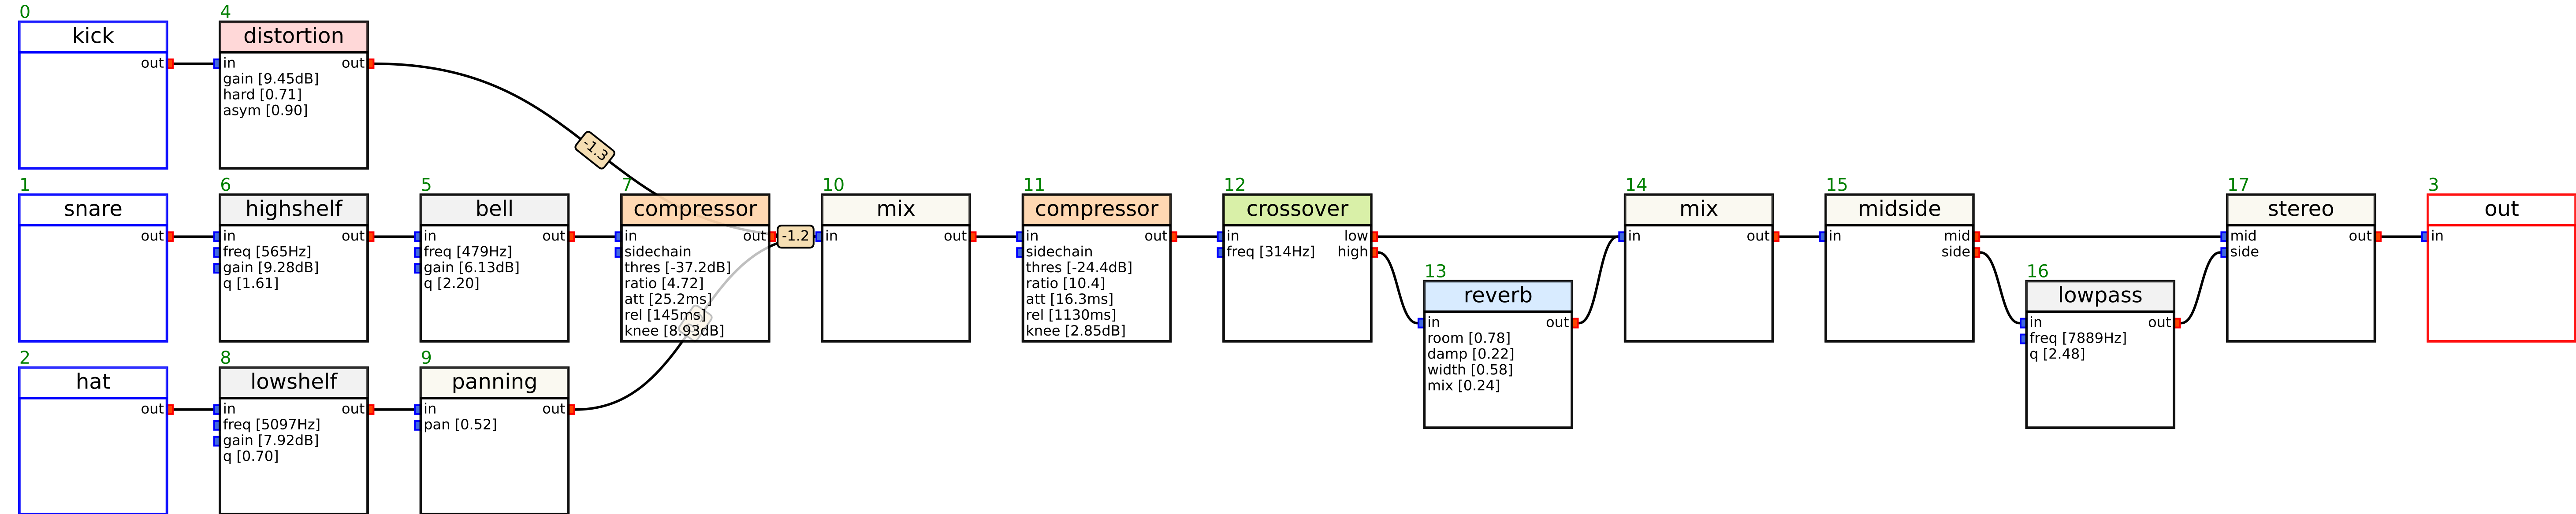 0
kick
out
4
distortion
in out
gain [9.45dB]
hard [0.71]
asym [0.90]
-1.3
1
snare
out
6
highshelf
in out
freq [565Hz]
gain [9.28dB]
q [1.61]
5
bell
in out
freq [479Hz]
gain [6.13dB]
q [2.20]
7
compressor
in out
sidechain
thres [-37.2dB]
ratio [4.72]
att [25.2ms]
rel [145ms]
knee [8.93dB]
-1.2
10
mix
in out
11
compressor
in out
sidechain
thres [-24.4dB]
ratio [10.4]
att [16.3ms]
rel [1130ms]
knee [2.85dB]
12
crossover
in low
freq [314Hz] high
13
reverb
in out
room [0.78]
damp [0.22]
width [0.58]
mix [0.24]
14
mix
in out
15
midside
in mid
side
16
lowpass
in out
freq [7889Hz]
q [2.48]
17
stereo
mid out
side
3
out
in
2
hat
out
8
lowshelf
in out
freq [5097Hz]
gain [7.92dB]
q [0.70]
9
panning
in out
pan [0.52]